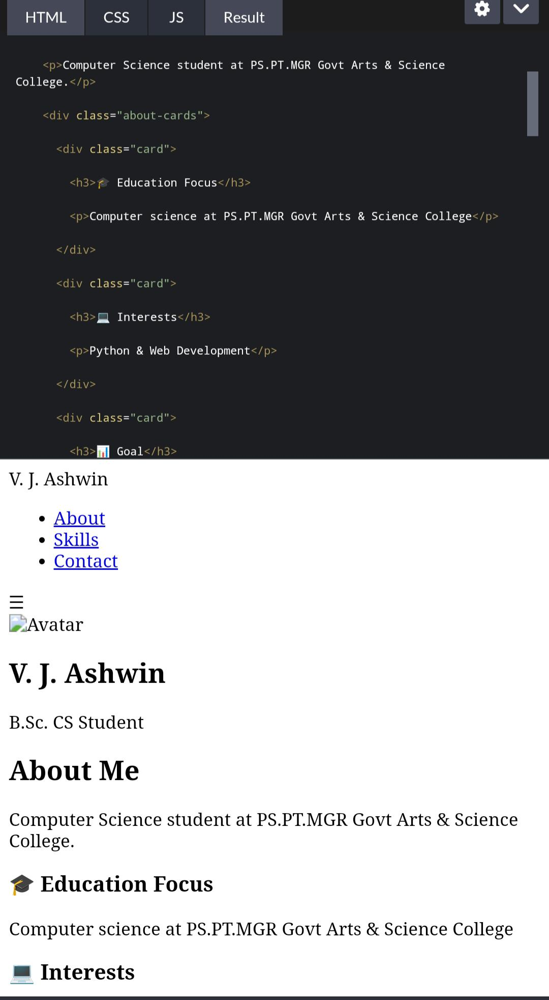 HTML CSS JS Result
<p>Computer Science student at PS.PT.MGR Govt Arts & Science
College.</p>
<div class="about-cards">
<div class="card">
<h3>🎓 Education Focus</h3>
<p>Computer science at PS.PT.MGR Govt Arts & Science College</p>
</div>
<div class="card">
<h3>💻 Interests</h3>
<p>Python & Web Development</p>
</div>
<div class="card">
<h3>📊 Goal</h3>
V. J. Ashwin
• About
• Skills
• Contact
☰
Avatar
V. J. Ashwin
B.Sc. CS Student
About Me
Computer Science student at PS.PT.MGR Govt Arts & Science
College.
🎓 Education Focus
Computer science at PS.PT.MGR Govt Arts & Science College
💻 Interests